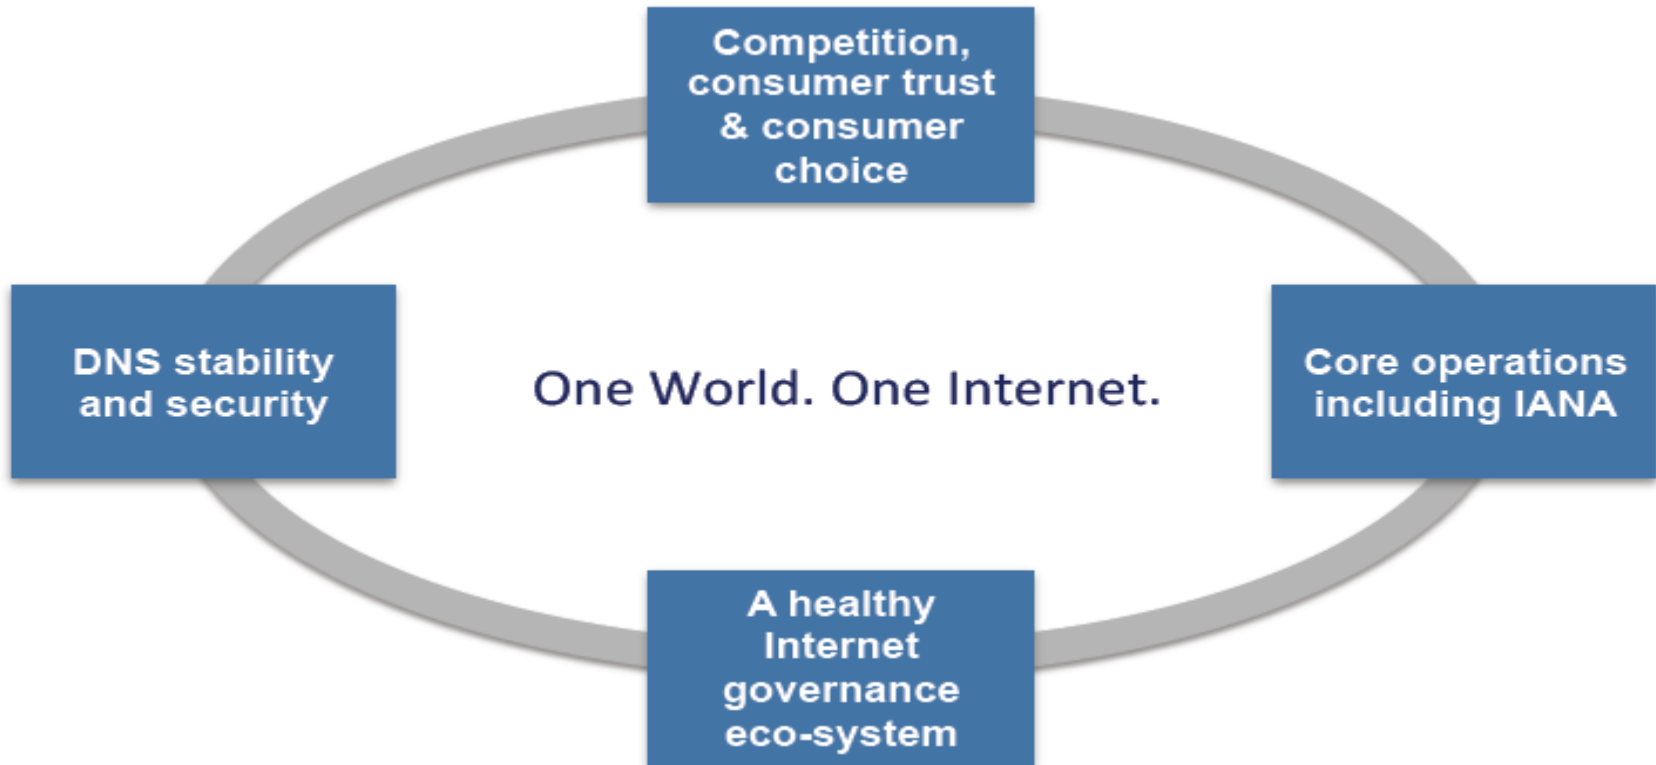 Competition,
consumer trust
& consumer
choice
DNS stability
and security
One World. One Internet.
Core operations
including IANA
A healthy
Internet
governance
eco-system